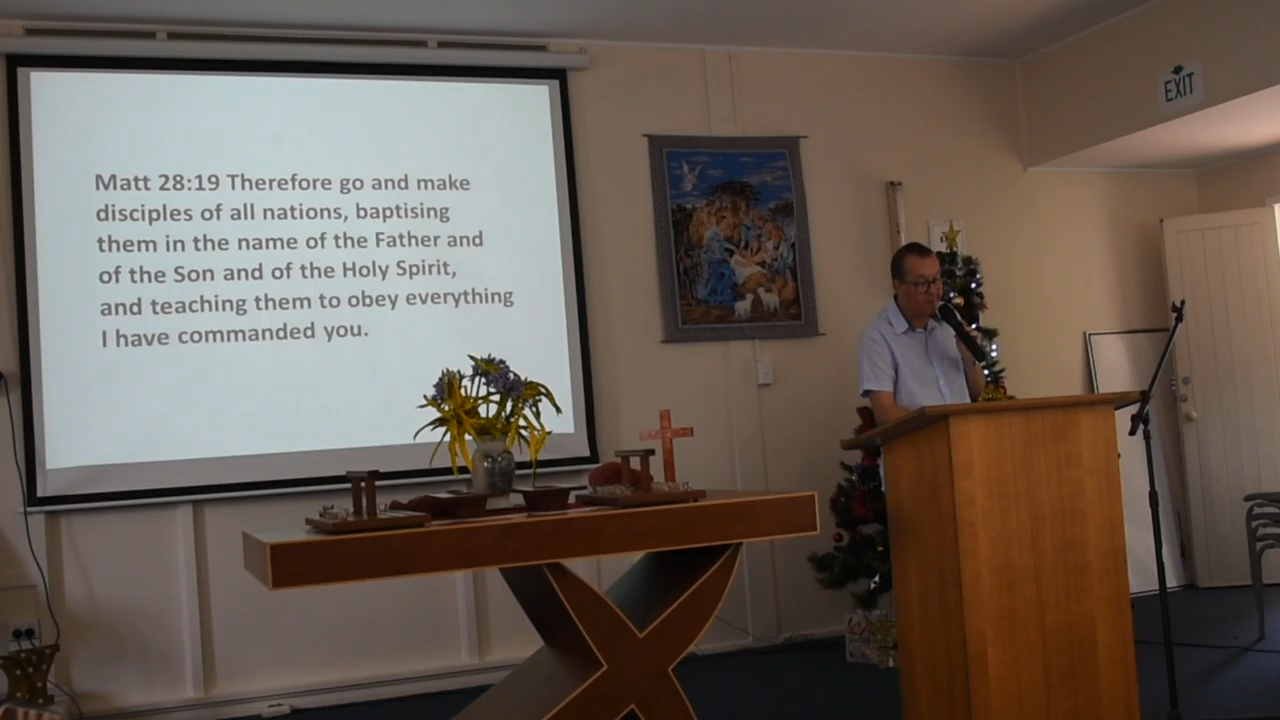 Matt 28:19 Therefore go and make
disciples of all nations, baptising
them in the name of the Father and
of the Son and of the Holy Spirit,
and teaching them to obey everything
I have commanded you.
EXIT